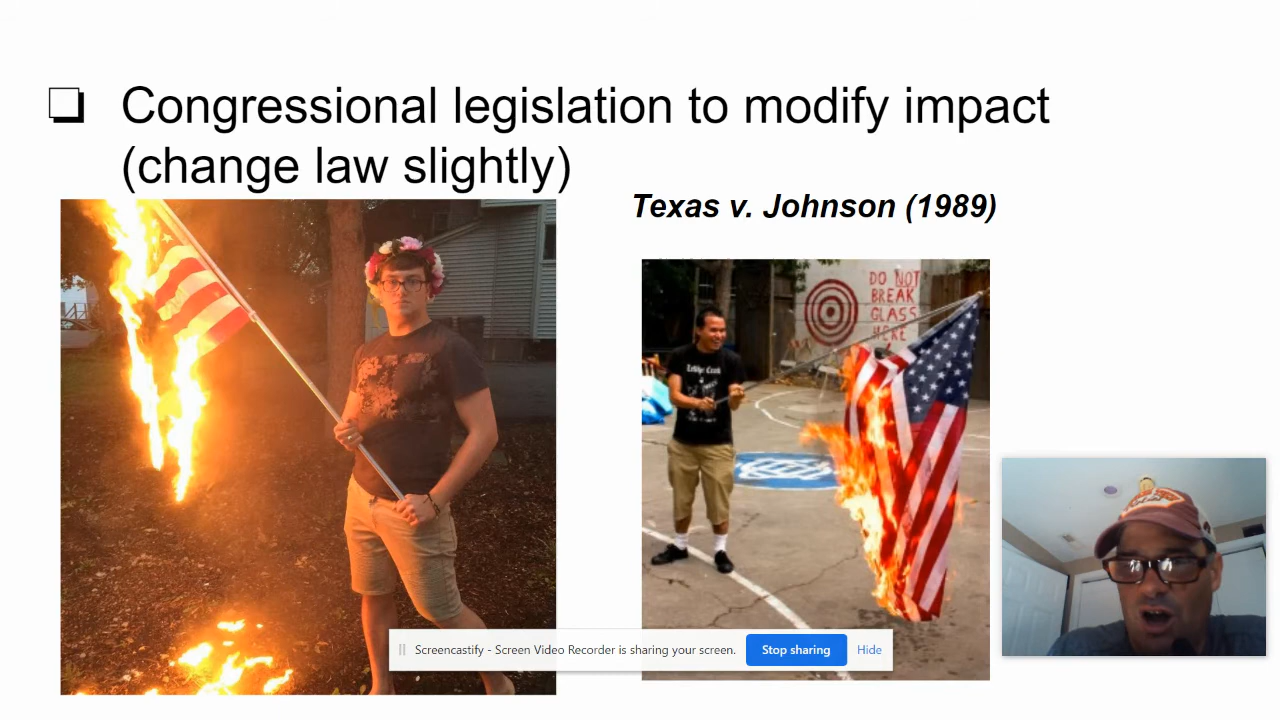 Congressional legislation to modify impact
(change law slightly)
Texas v. Johnson (1989)
DO NOT
BREAK
GLASS
HERE
Screencastify - Screen Video Recorder is sharing your screen.
Stop sharing
Hide